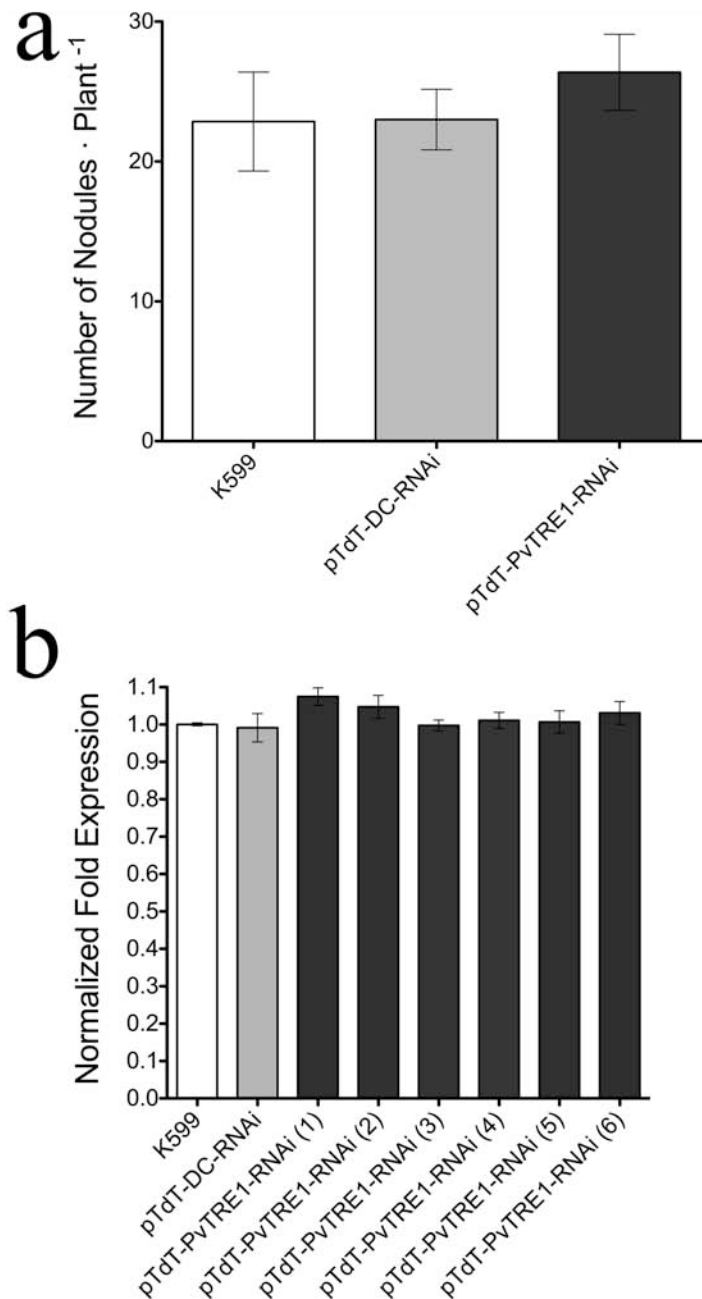 a
Number of Nodules · Plant⁻¹
30
20
10
0
K599
pTdT-DC-RNAi
pTdT-PvTRE1-RNAi
b
Normalized Fold Expression
1.1
1.0
0.9
0.8
0.7
0.6
0.5
0.4
0.3
0.2
0.1
0.0
K599
pTdT-DC-RNAi
pTdT-PvTRE1-RNAi (1)
pTdT-PvTRE1-RNAi (2)
pTdT-PvTRE1-RNAi (3)
pTdT-PvTRE1-RNAi (4)
pTdT-PvTRE1-RNAi (5)
pTdT-PvTRE1-RNAi (6)